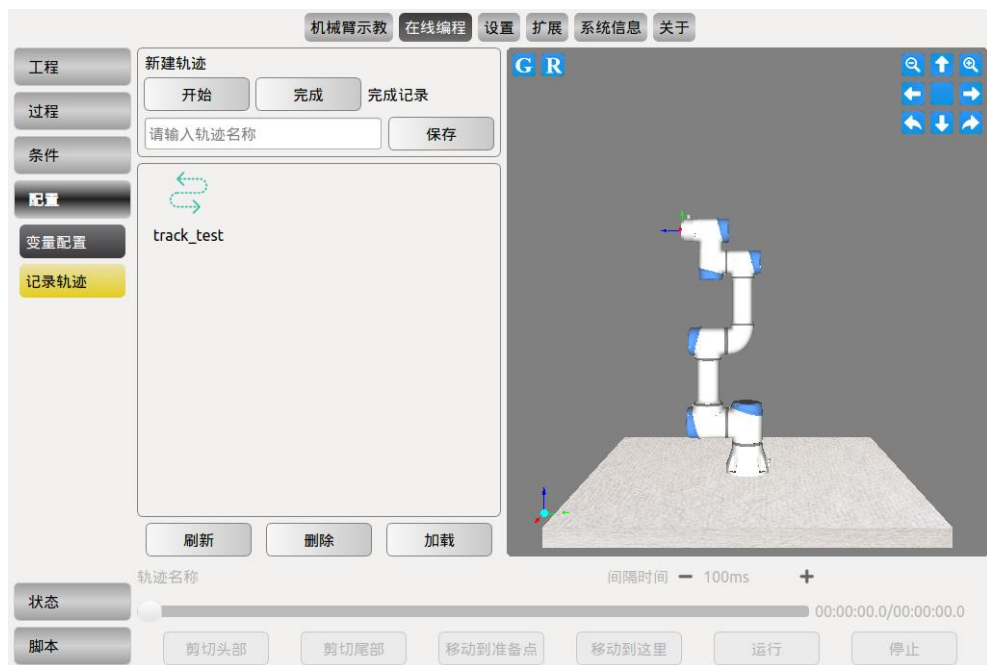 机械臂示教 在线编程 设置 扩展 系统信息 关于
工程
过程
条件
配置
变量配置
记录轨迹
状态
脚本
新建轨迹
开始 完成 完成记录
请输入轨迹名称 保存
track_test
刷新 删除 加载
G R
轨迹名称 间隔时间 100ms
00:00:00.0/00:00:00.0
剪切头部 剪切尾部 移动到准备点 移动到这里 运行 停止